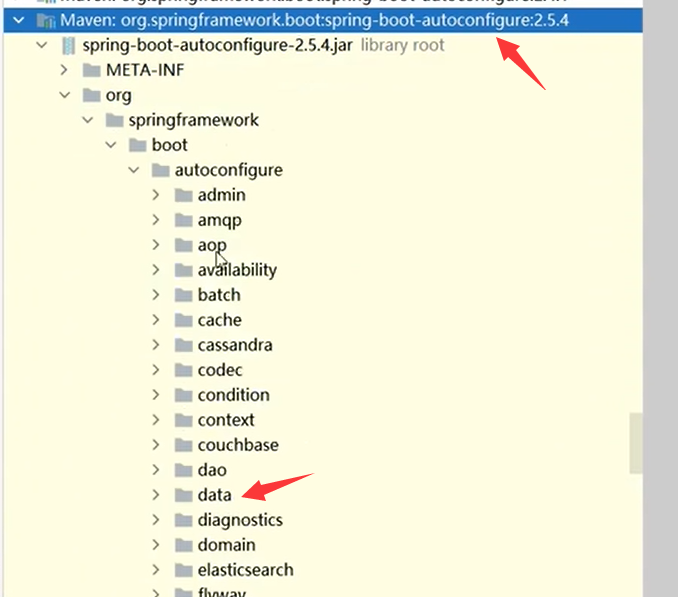 Maven: org.springframework.boot:spring-boot-autoconfigure:2.5.4
spring-boot-autoconfigure-2.5.4.jar library root
META-INF
org
springframework
boot
autoconfigure
admin
amqp
aop
availability
batch
cache
cassandra
codec
condition
context
couchbase
dao
data
diagnostics
domain
elasticsearch
flyway